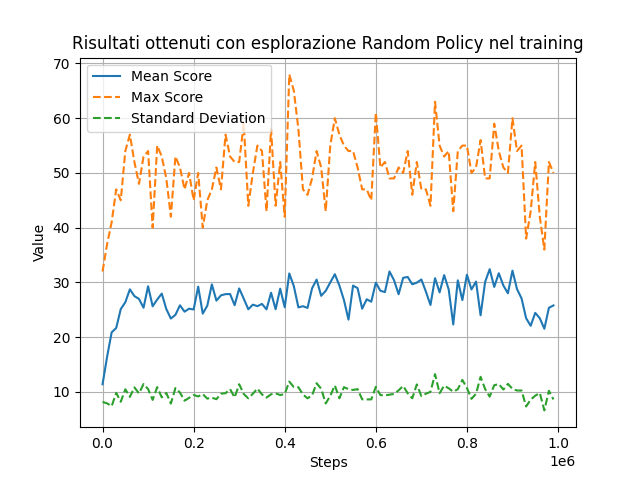 Risultati ottenuti con esplorazione Random Policy nel training
Mean Score
Max Score
Standard Deviation
70
60
50
40
30
20
10
Value
0.0 0.2 0.4 0.6 0.8 1.0
1e6
Steps